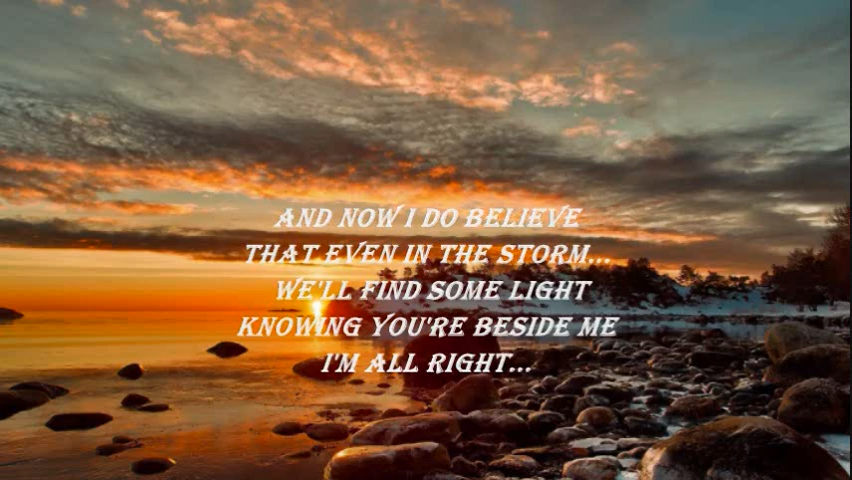 AND NOW I DO BELIEVE
THAT EVEN IN THE STORM...
WE'LL FIND SOME LIGHT
KNOWING YOU'RE BESIDE ME
I'M ALL RIGHT...